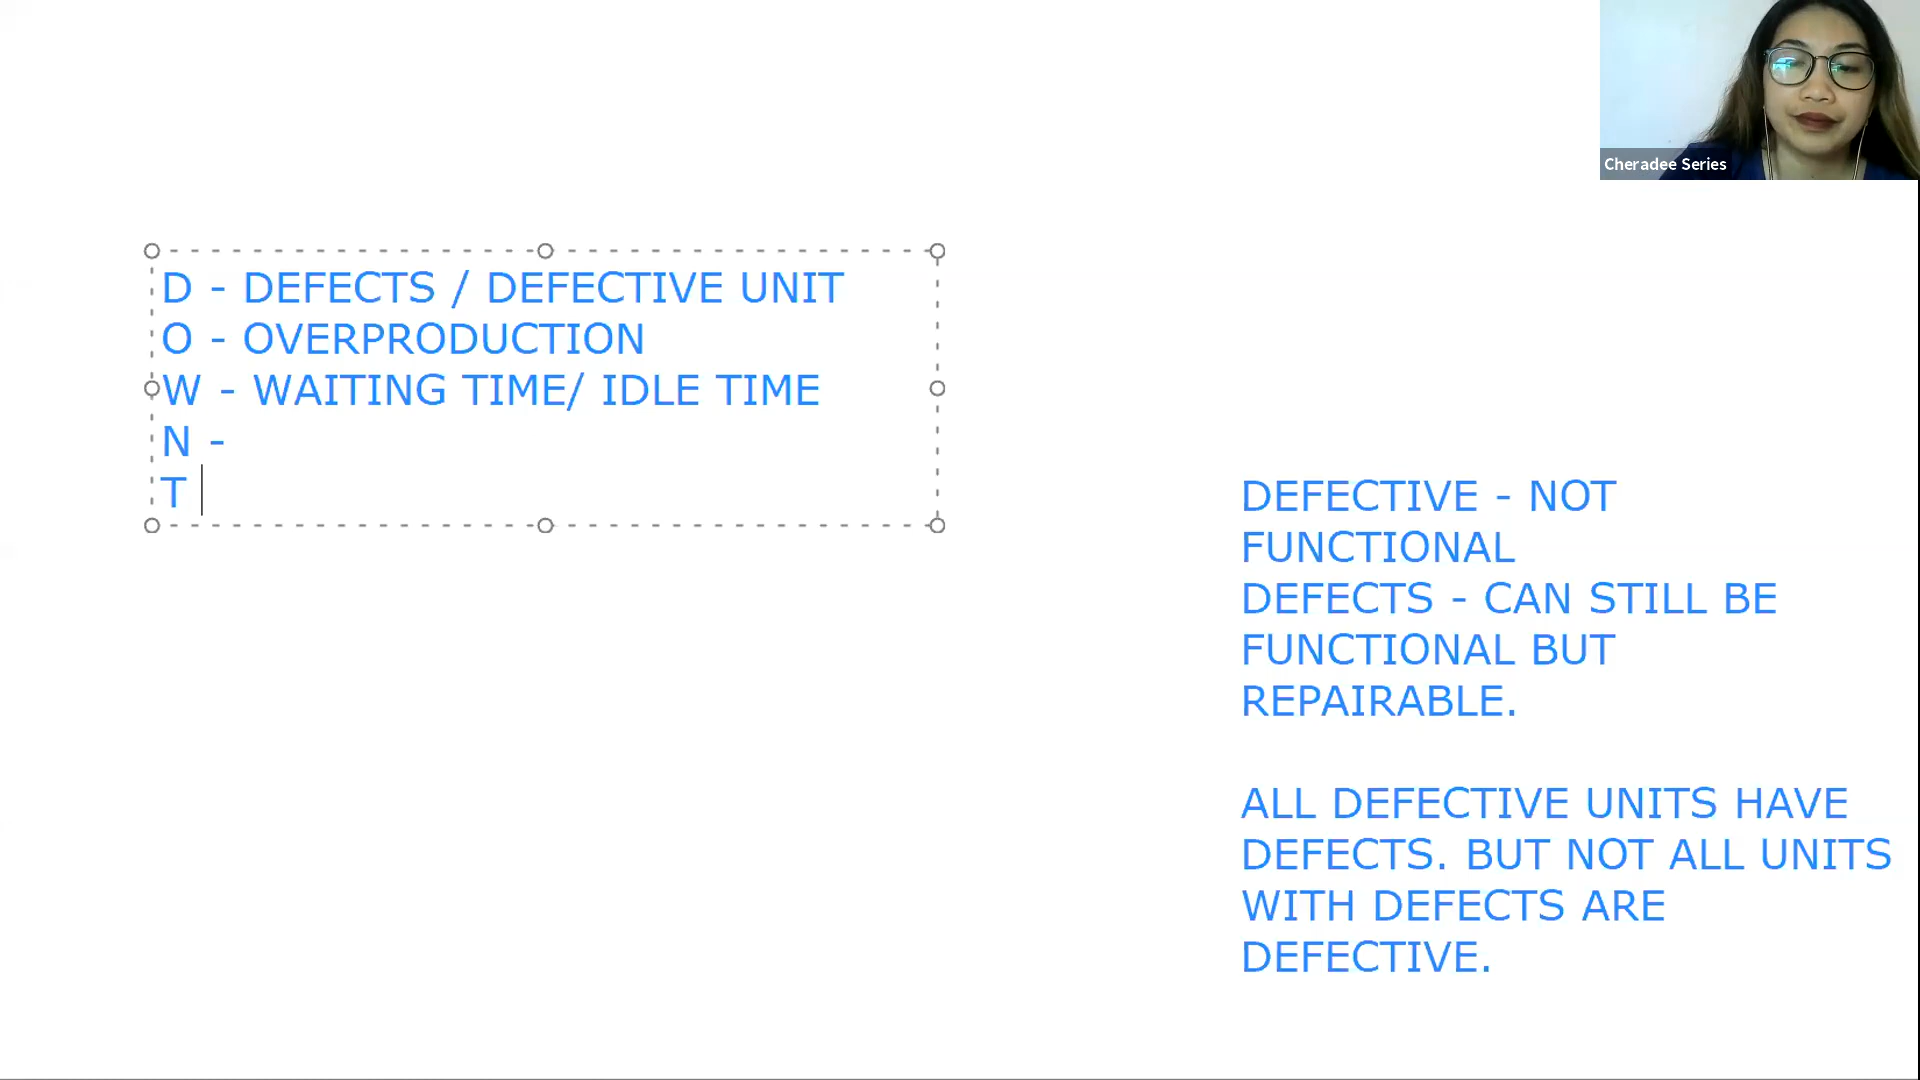 Cheradee Series
D - DEFECTS / DEFECTIVE UNIT
O - OVERPRODUCTION
W - WAITING TIME/ IDLE TIME
N -
T
DEFECTIVE - NOT
FUNCTIONAL
DEFECTS - CAN STILL BE
FUNCTIONAL BUT
REPAIRABLE.
ALL DEFECTIVE UNITS HAVE
DEFECTS. BUT NOT ALL UNITS
WITH DEFECTS ARE
DEFECTIVE.